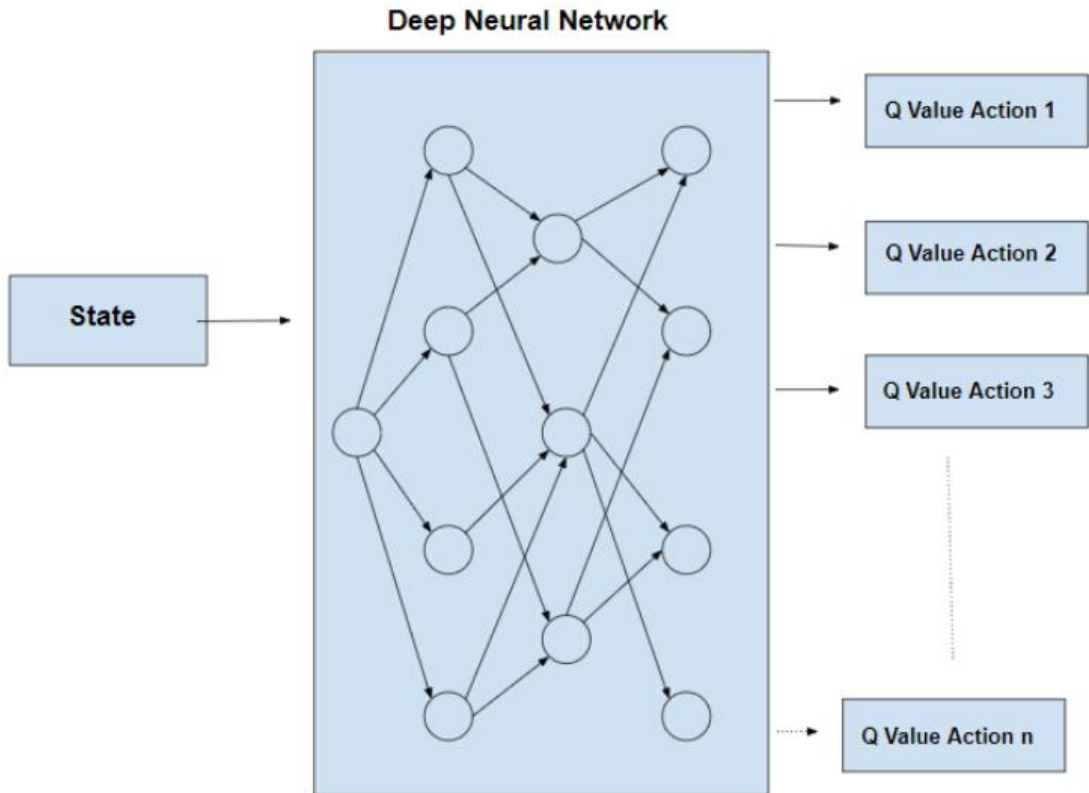 Deep Neural Network
Q Value Action 1
Q Value Action 2
State
Q Value Action 3
Q Value Action n